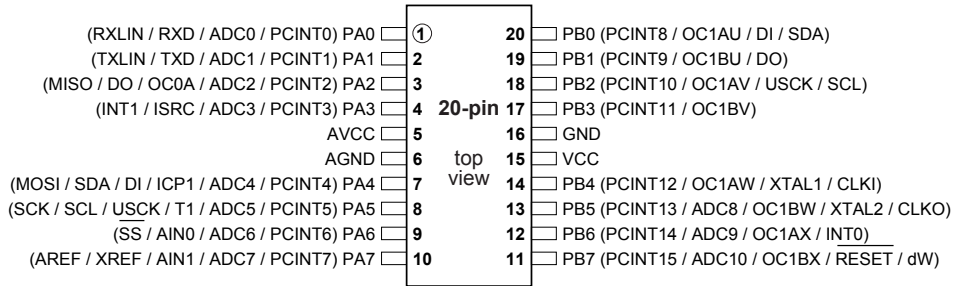 (RXLIN / RXD / ADC0 / PCINT0) PA0 1 20 PB0 (PCINT8 / OC1AU / DI / SDA)
(TXLIN / TXD / ADC1 / PCINT1) PA1 2 19 PB1 (PCINT9 / OC1BU / DO)
(MISO / DO / OC0A / ADC2 / PCINT2) PA2 3 18 PB2 (PCINT10 / OC1AV / USCK / SCL)
(INT1 / ISRC / ADC3 / PCINT3) PA3 4 20-pin 17 PB3 (PCINT11 / OC1BV)
AVCC 5 16 GND
AGND 6 top view 15 VCC
(MOSI / SDA / DI / ICP1 / ADC4 / PCINT4) PA4 7 14 PB4 (PCINT12 / OC1AW / XTAL1 / CLKI)
(SCK / SCL / USCK / T1 / ADC5 / PCINT5) PA5 8 13 PB5 (PCINT13 / ADC8 / OC1BW / XTAL2 / CLKO)
(SS / AIN0 / ADC6 / PCINT6) PA6 9 12 PB6 (PCINT14 / ADC9 / OC1AX / INT0)
(AREF / XREF / AIN1 / ADC7 / PCINT7) PA7 10 11 PB7 (PCINT15 / ADC10 / OC1BX / RESET / dW)